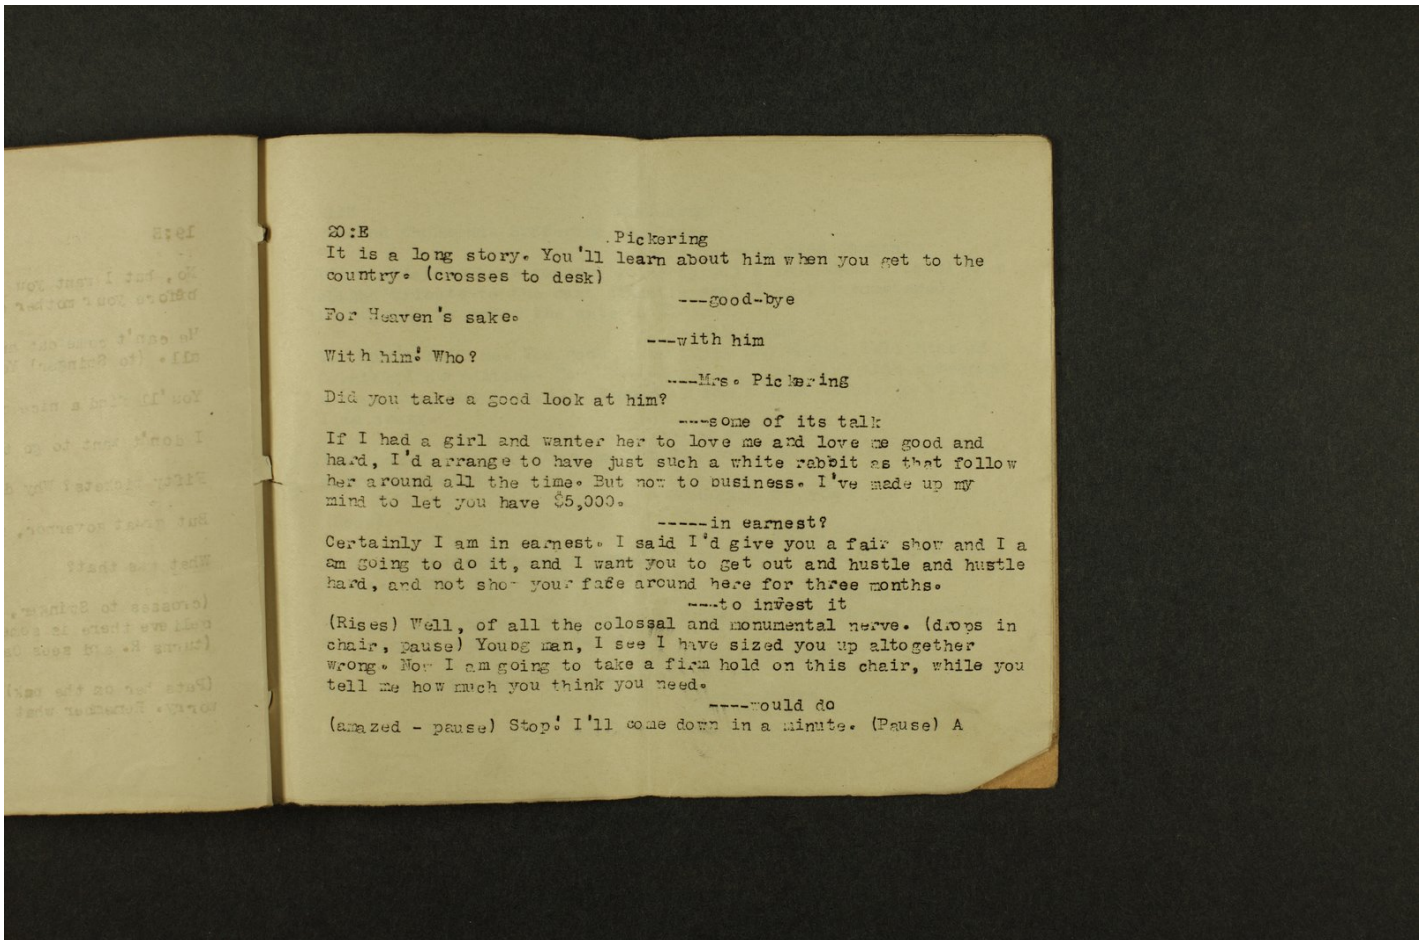 20:E
Pickering
It is a long story. You'll learn about him when you get to the
country. (crosses to desk)
---good-bye
For Heaven's sake.
---with him
With him! Who?
----Mrs. Pickering
Did you take a good look at him?
----some of its talk
If I had a girl and wanter her to love me and love me good and
hard, I'd arrange to have just such a white rabbit as that follow
her around all the time. But now to business. I've made up my
mind to let you have $5,000.
-----in earnest?
Certainly I am in earnest. I said I'd give you a fair show and I a
am going to do it, and I want you to get out and hustle and hustle
hard, and not show your face around here for three months.
----to invest it
(Rises) Well, of all the colossal and monumental nerve. (drops in
chair, pause) Youog man, I see I have sized you up altogether
wrong. Now I am going to take a firm hold on this chair, while you
tell me how much you think you need.
----would do
(amazed - pause) Stop! I'll come down in a minute. (Pause) A